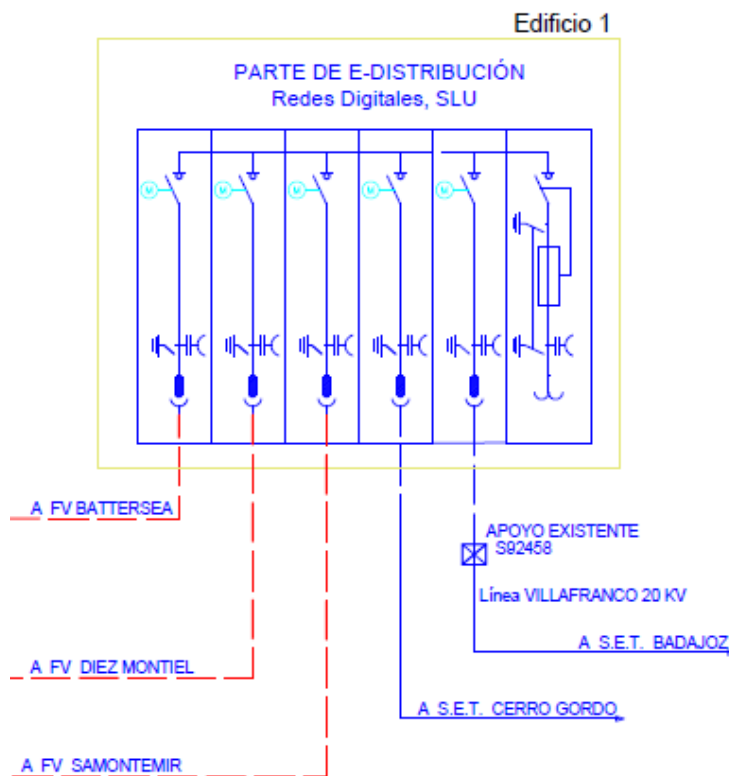 Edificio 1
PARTE DE E-DISTRIBUCIÓN
Redes Digitales, SLU
M M M M M
A FV BATTERSEA
APOYO EXISTENTE
S92458
Línea VILLAFRANCO 20 KV
A S.E.T. BADAJOZ
A FV DIEZ MONTIEL
A S.E.T. CERRO GORDO
A FV SAMONTEMIR